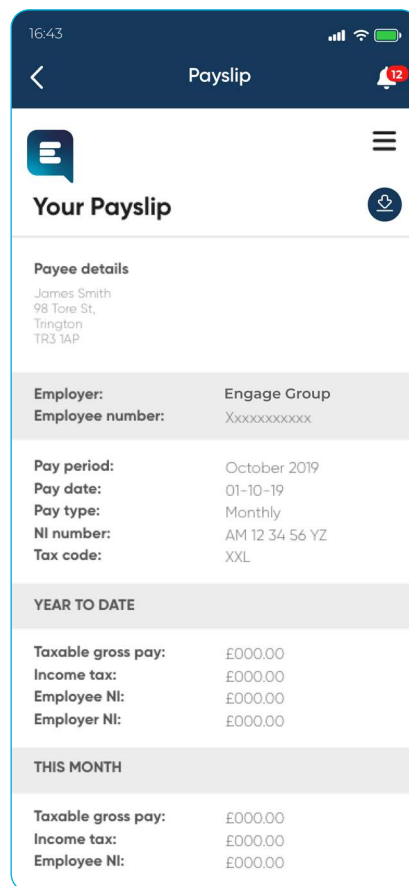 16:43
Payslip
12
E
Your Payslip
Payee details
James Smith
98 Tore St,
Trington
TR3 1AP
Employer: Engage Group
Employee number: Xxxxxxxxxxx
Pay period: October 2019
Pay date: 01-10-19
Pay type: Monthly
NI number: AM 12 34 56 YZ
Tax code: XXL
YEAR TO DATE
Taxable gross pay: £000.00
Income tax: £000.00
Employee NI: £000.00
Employer NI: £000.00
THIS MONTH
Taxable gross pay: £000.00
Income tax: £000.00
Employee NI: £000.00